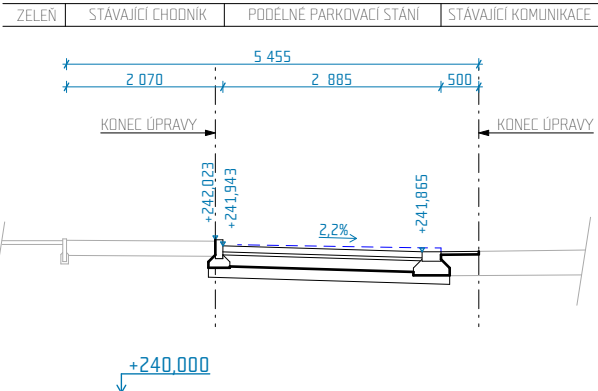 ZELEŇ STÁVAJÍCÍ CHODNÍK PODÉLNÉ PARKOVACÍ STÁNÍ STÁVAJÍCÍ KOMUNIKACE
5 455
2 070 2 885 500
KONEC ÚPRAVY KONEC ÚPRAVY
+242,023
+241,943
+241,865
2,2%
+240,000